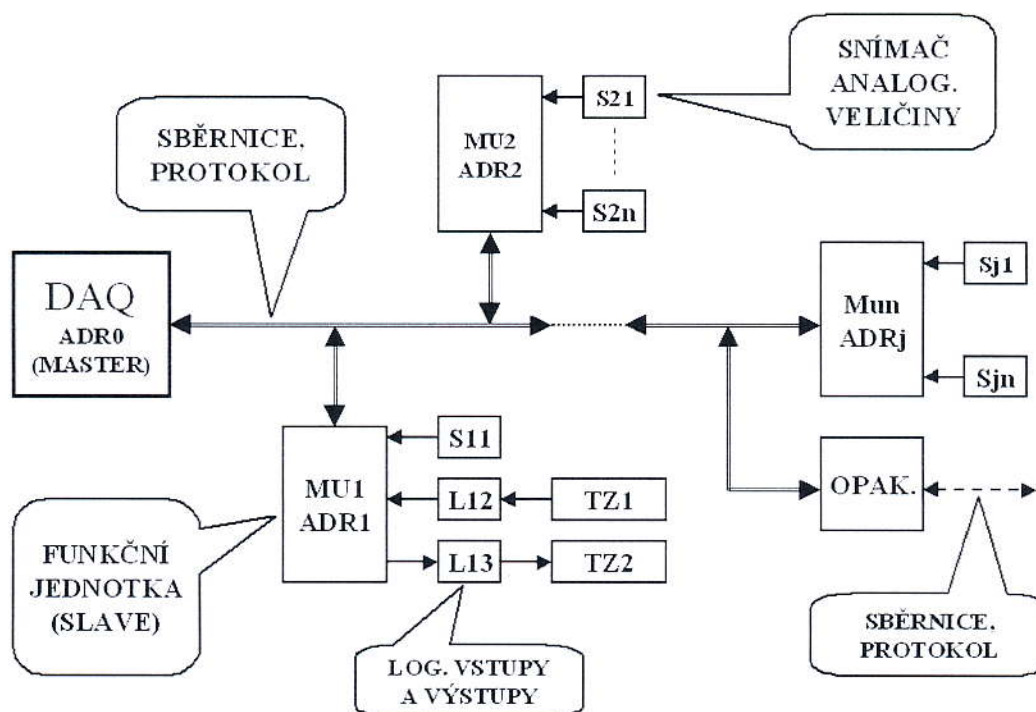 SNÍMAČ
ANALOG.
VELIČINY
S21
SBĚRNICE,
PROTOKOL
MU2
ADR2
S2n
DAQ
ADR0
(MASTER)
Sj1
Mun
ADRj
Sjn
S11
MU1
ADR1
L12
TZ1
L13
TZ2
OPAK.
FUNKČNÍ
JEDNOTKA
(SLAVE)
LOG. VSTUPY
A VÝSTUPY
SBĚRNICE,
PROTOKOL